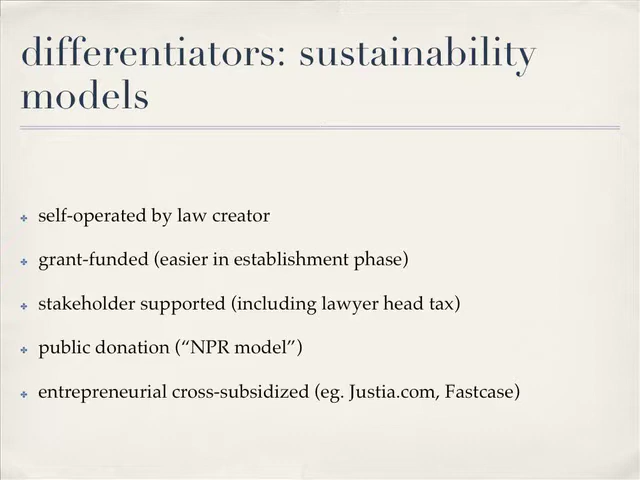 differentiators: sustainability
models
self-operated by law creator
grant-funded (easier in establishment phase)
stakeholder supported (including lawyer head tax)
public donation (“NPR model”)
entrepreneurial cross-subsidized (eg. Justia.com, Fastcase)